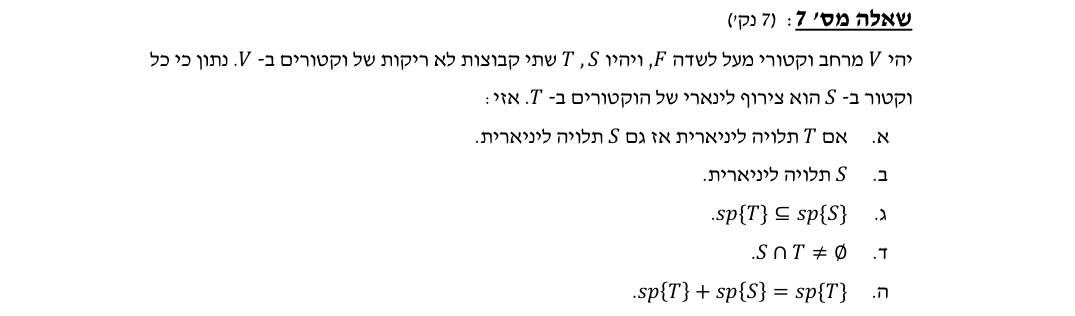 שאלה מס' 7 : (7 נק')
יהי V מרחב וקטורי מעל לשדה F, ויהיו T , S שתי קבוצות לא ריקות של וקטורים ב- V. נתון כי כל
וקטור ב- S הוא צירוף לינארי של הוקטורים ב- T. אזי:
א. אם T תלויה ליניארית אז גם S תלויה ליניארית.
ב. S תלויה ליניארית.
ג. sp{T} ⊆ sp{S}.
ד. S ∩ T ≠ ∅.
ה. sp{T} + sp{S} = sp{T}.